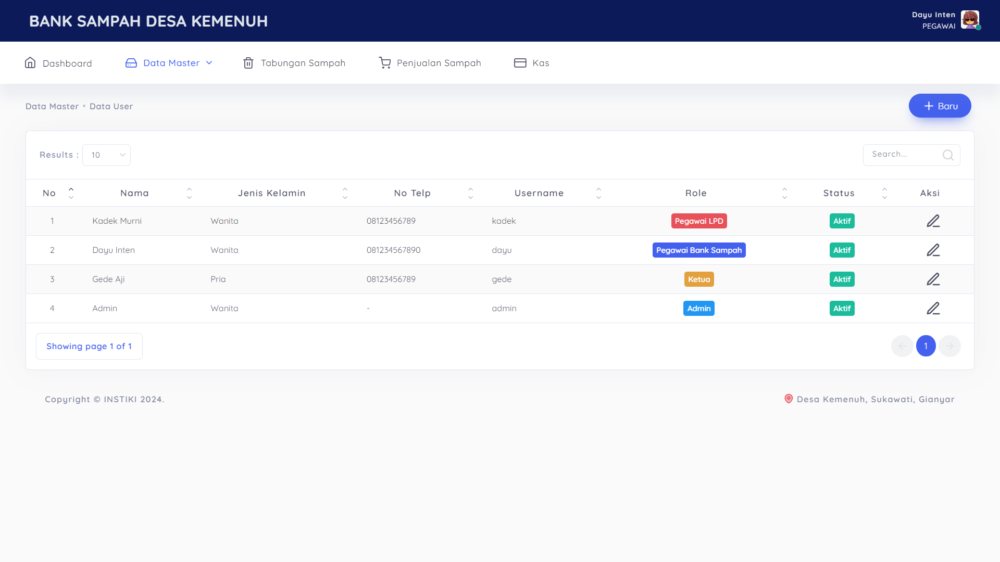 BANK SAMPAH DESA KEMENUH
Dayu Inten
PEGAWAI
Dashboard Data Master Tabungan Sampah Penjualan Sampah Kas
Data Master • Data User
Baru
Results : 10
Search...
No Nama Jenis Kelamin No Telp Username Role Status Aksi
1 Kadek Murni Wanita 08123456789 kadek Pegawai LPD Aktif
2 Dayu Inten Wanita 081234567890 dayu Pegawai Bank Sampah Aktif
3 Gede Aji Pria 08123456789 gede Ketua Aktif
4 Admin Wanita - admin Admin Aktif
Showing page 1 of 1
1
Copyright © INSTIKI 2024.
Desa Kemenuh, Sukawati, Gianyar